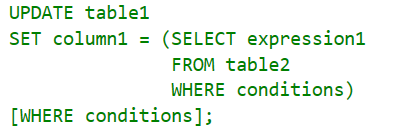 UPDATE table1
SET column1 = (SELECT expression1
               FROM table2
               WHERE conditions)
[WHERE conditions];